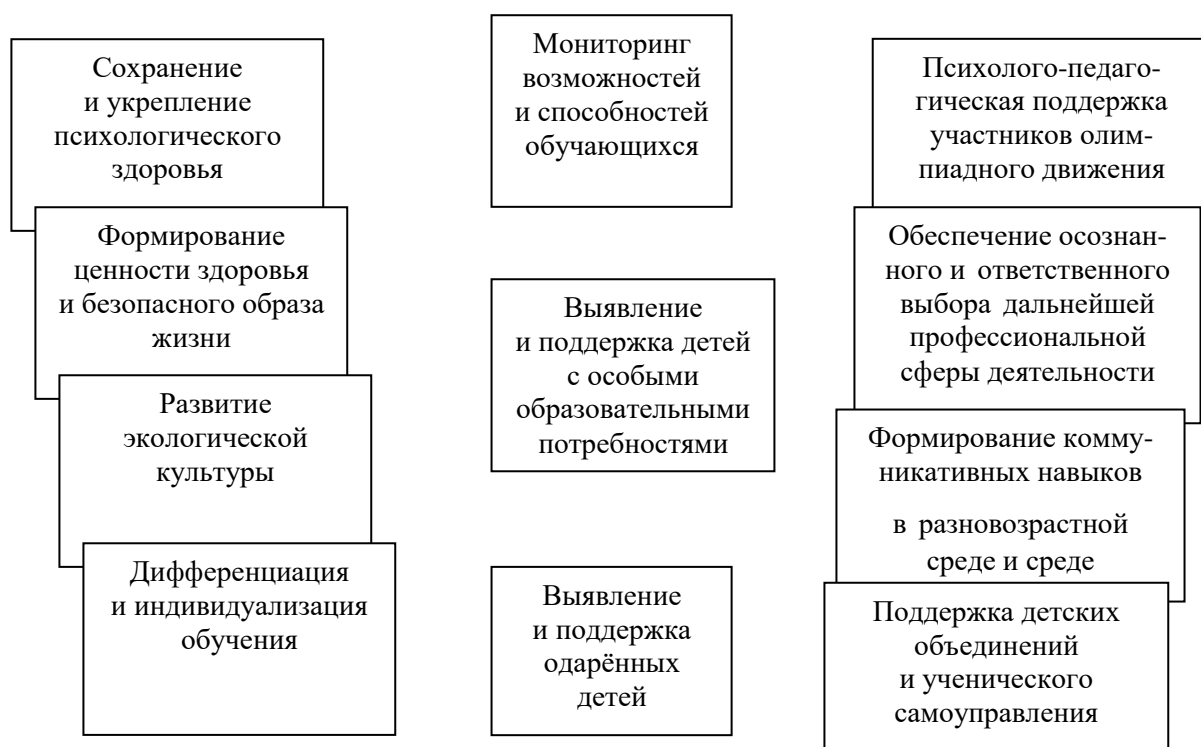 Сохранение
и укрепление
психологического
здоровья
Формирование
ценности здоровья
и безопасного образа
жизни
Развитие
экологической
культуры
Дифференциация
и индивидуализация
обучения
Мониторинг
возможностей
и способностей
обучающихся
Выявление
и поддержка детей
с особыми
образовательными
потребностями
Выявление
и поддержка
одарённых
детей
Психолого-педаго-
гическая поддержка
участников олим-
пиадного движения
Обеспечение осознан-
ного и ответственного
выбора дальнейшей
профессиональной
сферы деятельности
Формирование комму-
никативных навыков
в разновозрастной
среде и среде
Поддержка детских
объединений
и ученического
самоуправления